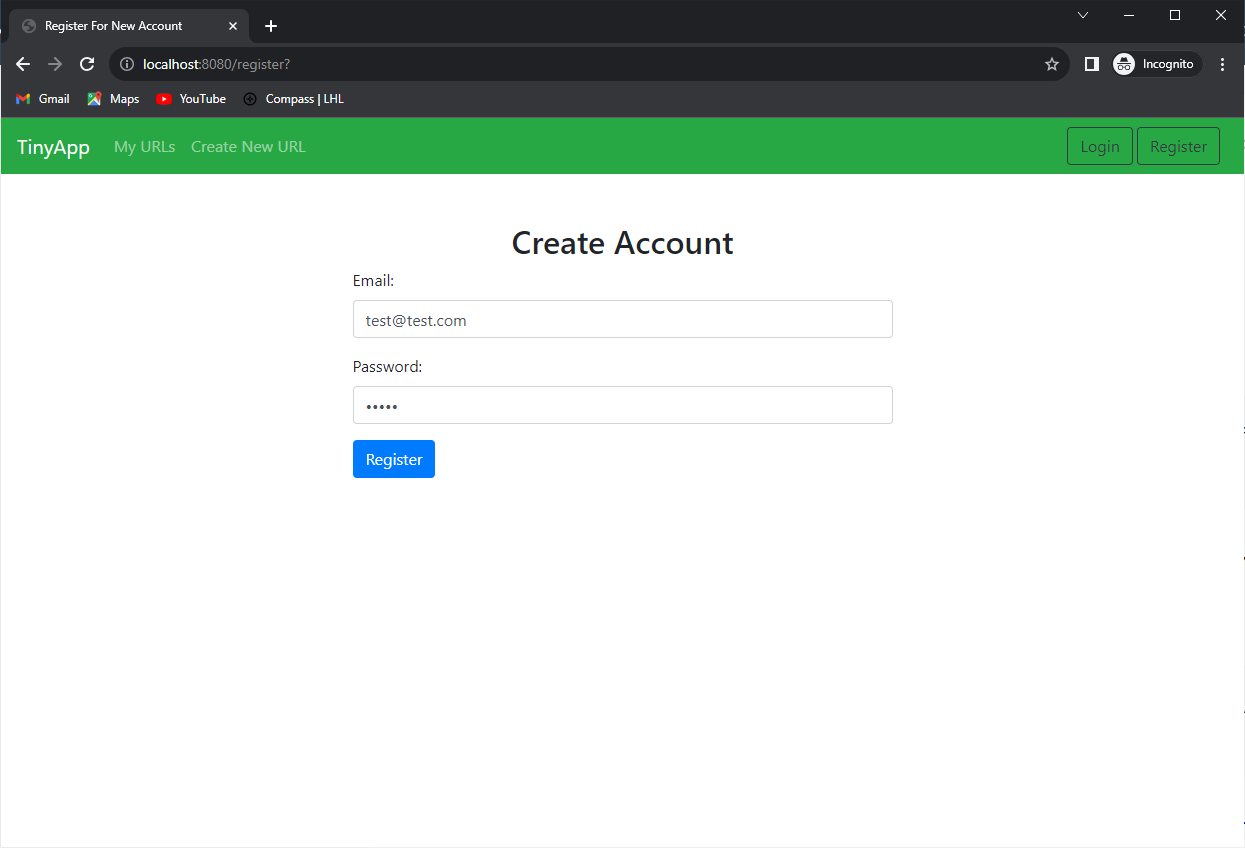 Register For New Account
localhost:8080/register?
Incognito
Gmail Maps YouTube Compass | LHL
TinyApp My URLs Create New URL Login Register
Create Account
Email:
test@test.com
Password:
•••••
Register